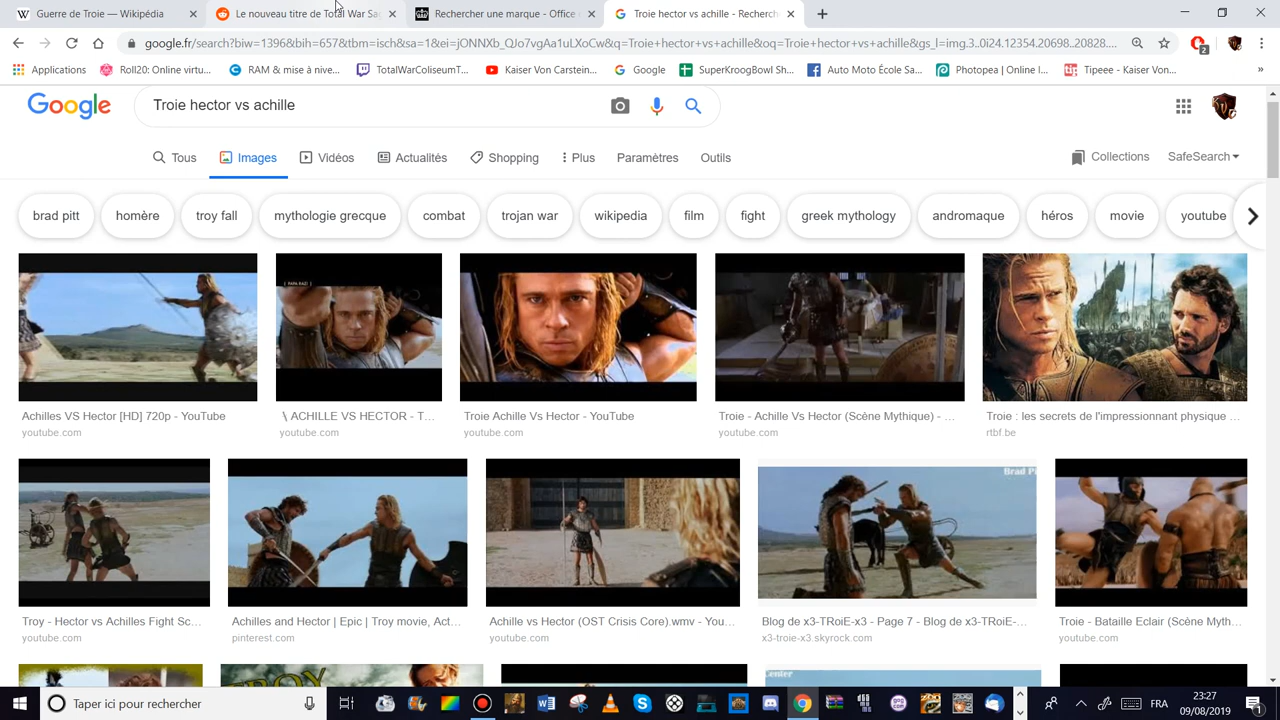 Guerre de Troie — Wikipédia
Le nouveau titre de Total War Sag
Rechercher une marque - Office
Troie hector vs achille - Recherch
google.fr/search?biw=1396&bih=657&tbm=isch&sa=1&ei=jONNXb_QJo7vgAa1uLXoCw&q=Troie+hector+vs+achille&oq=Troie+hector+vs+achille&gs_l=img.3..0i24.12354.20698..20828....
2
Applications
Roll20: Online virtu...
RAM & mise à nive...
TotalWarColiseumT...
Kaiser Von Carstein...
Google
SuperKroogBowl Sh...
Auto Moto École Sa...
Photopea | Online I...
Tipeee - Kaiser Von...
»
Google
Troie hector vs achille
Tous
Images
Vidéos
Actualités
Shopping
Plus
Paramètres
Outils
Collections
SafeSearch
brad pitt
homère
troy fall
mythologie grecque
combat
trojan war
wikipedia
film
fight
greek mythology
andromaque
héros
movie
youtube
Achilles VS Hector [HD] 720p - YouTube
youtube.com
\ ACHILLE VS HECTOR - T...
youtube.com
Troie Achille Vs Hector - YouTube
youtube.com
Troie - Achille Vs Hector (Scène Mythique) - ...
youtube.com
Troie : les secrets de l'impressionnant physique ...
rtbf.be
Brad Pi
Troy - Hector vs Achilles Fight Sc...
youtube.com
Achilles and Hector | Epic | Troy movie, Act...
pinterest.com
Achille vs Hector (OST Crisis Core).wmv - You...
youtube.com
Blog de x3-TRoiE-x3 - Page 7 - Blog de x3-TRoiE-...
x3-troie-x3.skyrock.com
Troie - Bataille Eclair (Scène Myth...
youtube.com
TROY
Center
Taper ici pour rechercher
FRA
23:27
09/08/2019
1